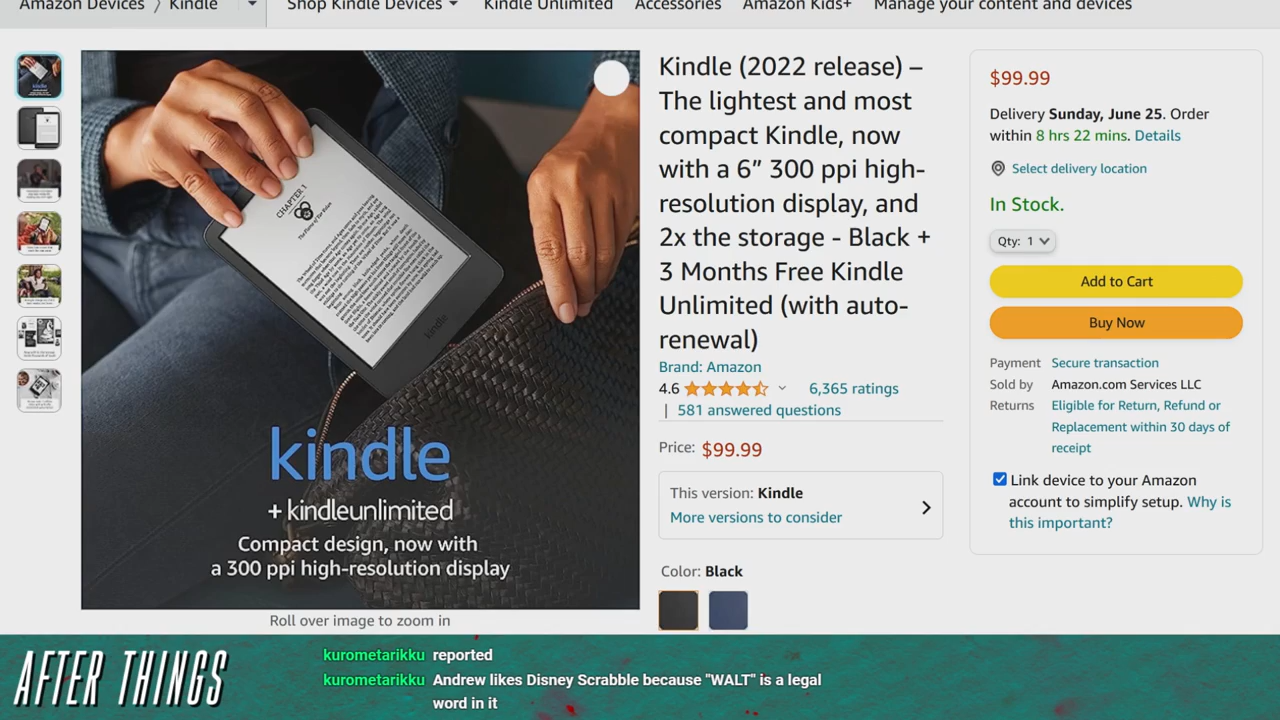 Amazon Devices › Kindle
Shop Kindle Devices
Kindle Unlimited
Accessories
Amazon Kids+
Manage your content and devices
CHAPTER 1
kindle
kindle
+ kindleunlimited
Compact design, now with
a 300 ppi high-resolution display
Roll over image to zoom in
Kindle (2022 release) –
The lightest and most
compact Kindle, now
with a 6” 300 ppi high-
resolution display, and
2x the storage - Black +
3 Months Free Kindle
Unlimited (with auto-
renewal)
Brand: Amazon
4.6
6,365 ratings
| 581 answered questions
Price: $99.99
This version: Kindle
More versions to consider
Color: Black
$99.99
Delivery Sunday, June 25. Order
within 8 hrs 22 mins. Details
Select delivery location
In Stock.
Qty: 1
Add to Cart
Buy Now
Payment Secure transaction
Sold by Amazon.com Services LLC
Returns Eligible for Return, Refund or
Replacement within 30 days of
receipt
Link device to your Amazon
account to simplify setup. Why is
this important?
AFTER THINGS
kurometarikku reported
kurometarikku Andrew likes Disney Scrabble because "WALT" is a legal
word in it